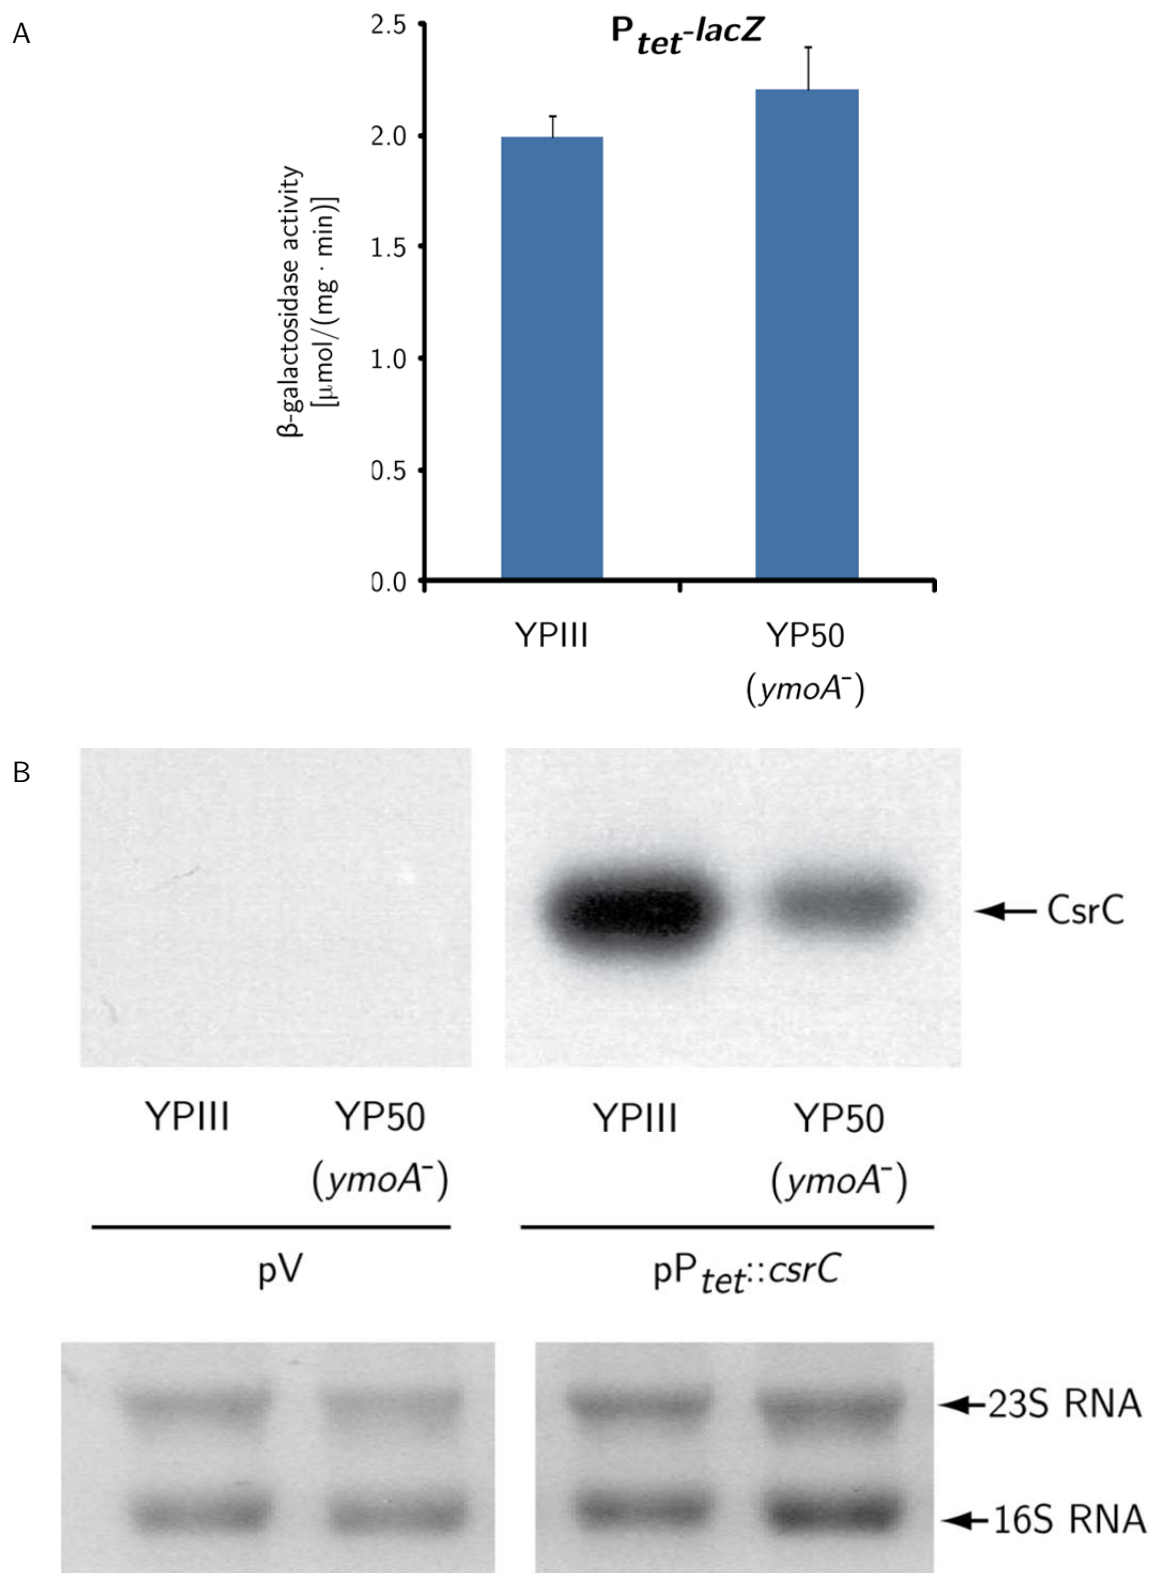 A
P_tet-lacZ
2.5
2.0
1.5
1.0
0.5
0.0
β-galactosidase activity
[μmol/(mg · min)]
YPIII YP50
(ymoA⁻)
B
CsrC
YPIII YP50 YPIII YP50
(ymoA⁻) (ymoA⁻)
pV pP_tet::csrC
23S RNA
16S RNA